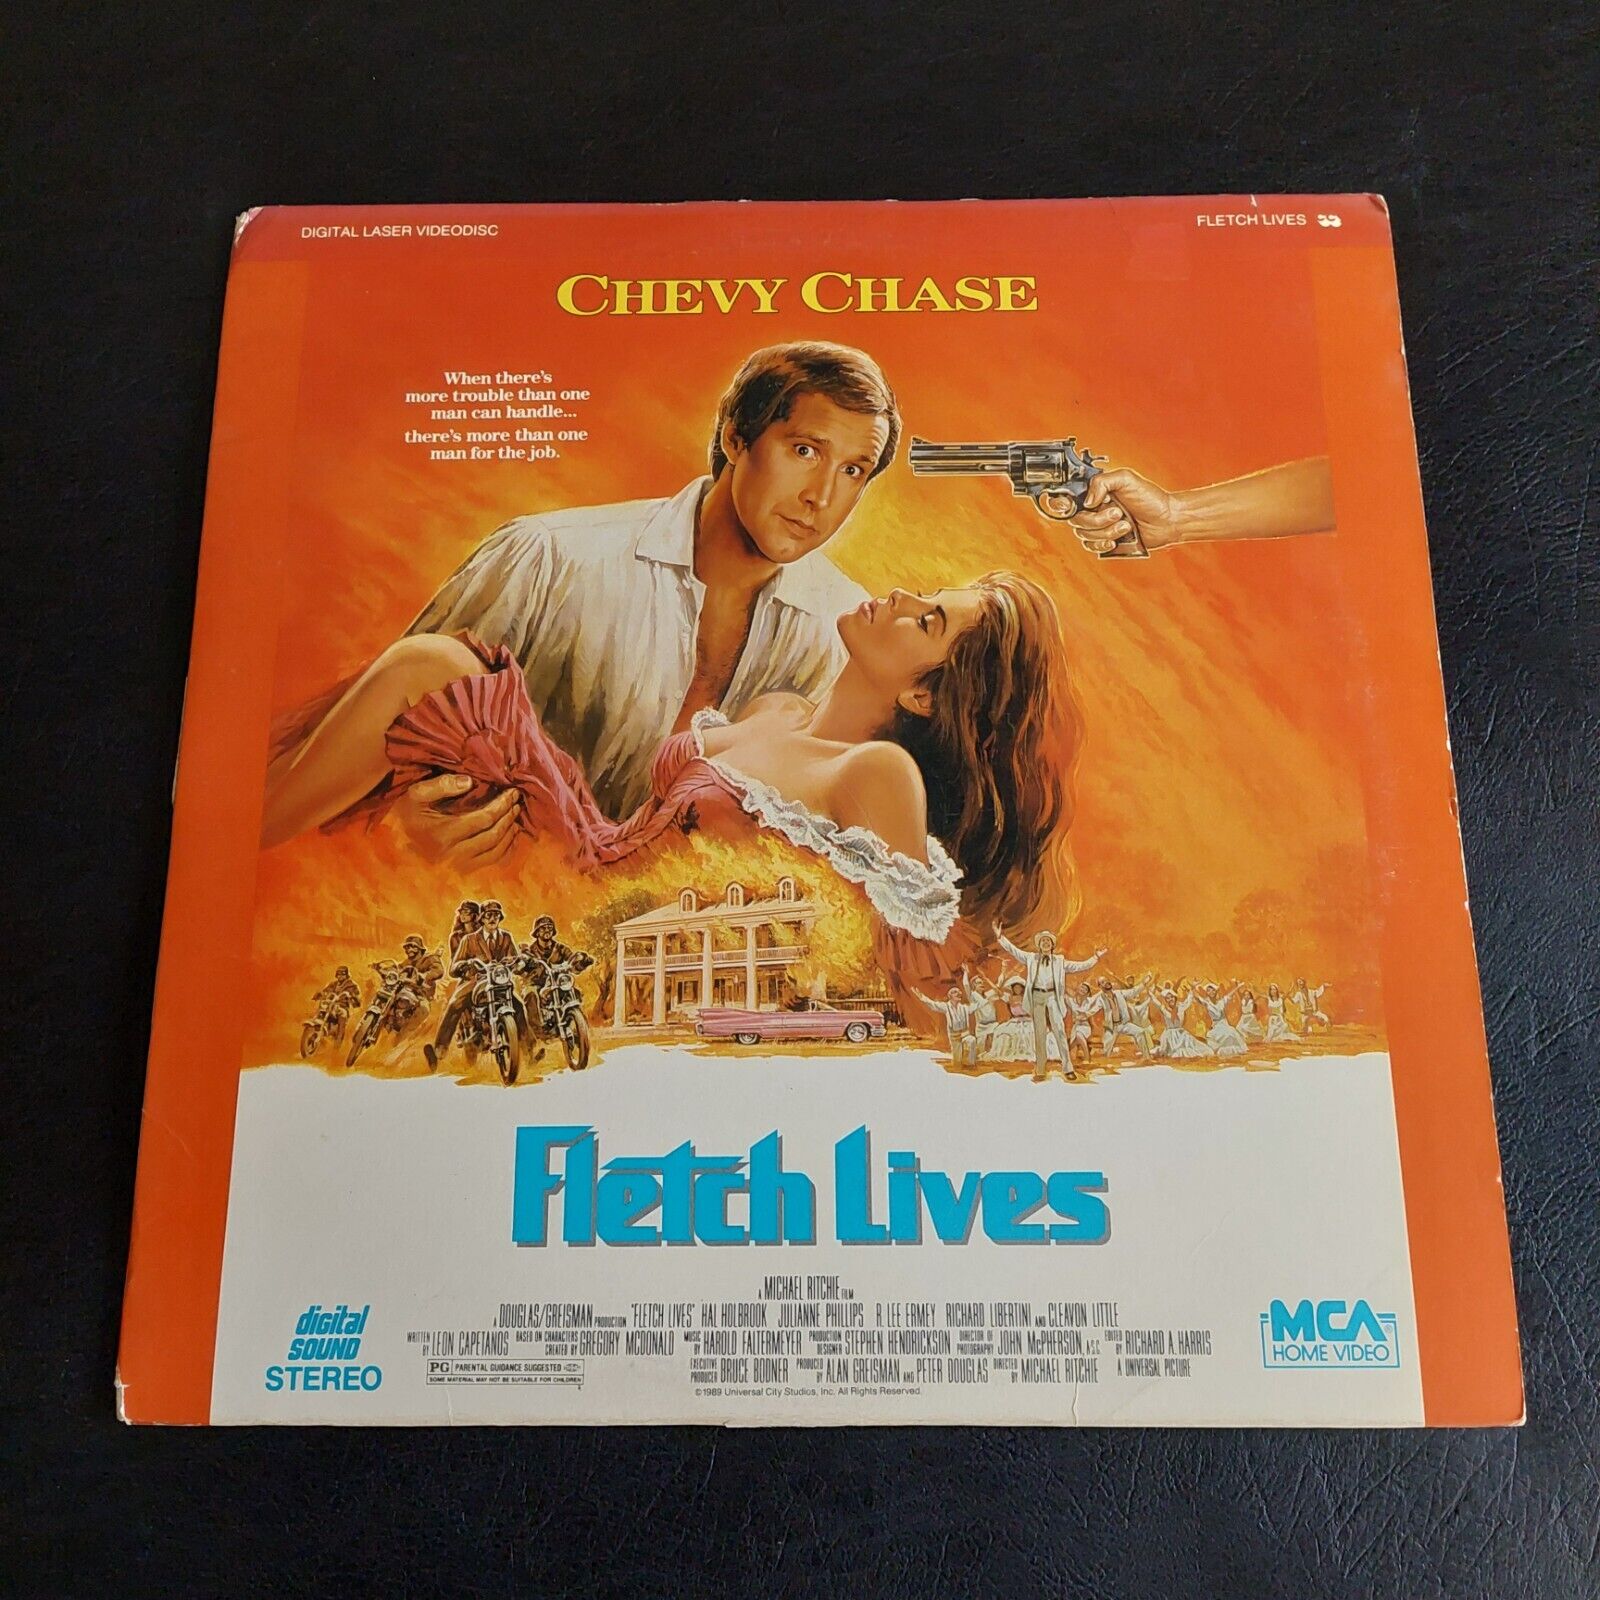 DIGITAL LASER VIDEODISC
FLETCH LIVES
CHEVY CHASE
When there's
more trouble than one
man can handle...
there's more than one
man for the job.
Fletch Lives
A MICHAEL RITCHIE FILM
A DOUGLAS/GREISMAN PRODUCTION "FLETCH LIVES" HAL HOLBROOK JULIANNE PHILLIPS R. LEE ERMEY RICHARD LIBERTINI AND CLEAVON LITTLE
WRITTEN BY LEON CAPETANOS BASED ON CHARACTERS CREATED BY GREGORY MCDONALD MUSIC BY HAROLD FALTERMEYER PRODUCTION DESIGNER STEPHEN HENDRICKSON DIRECTOR OF PHOTOGRAPHY JOHN McPHERSON, A.S.C. EDITED BY RICHARD A. HARRIS
EXECUTIVE PRODUCER BRUCE BODNER PRODUCED BY ALAN GREISMAN AND PETER DOUGLAS DIRECTED BY MICHAEL RITCHIE A UNIVERSAL PICTURE
PG PARENTAL GUIDANCE SUGGESTED
SOME MATERIAL MAY NOT BE SUITABLE FOR CHILDREN
©1989 Universal City Studios, Inc. All Rights Reserved.
digital
SOUND
STEREO
MCA
HOME VIDEO